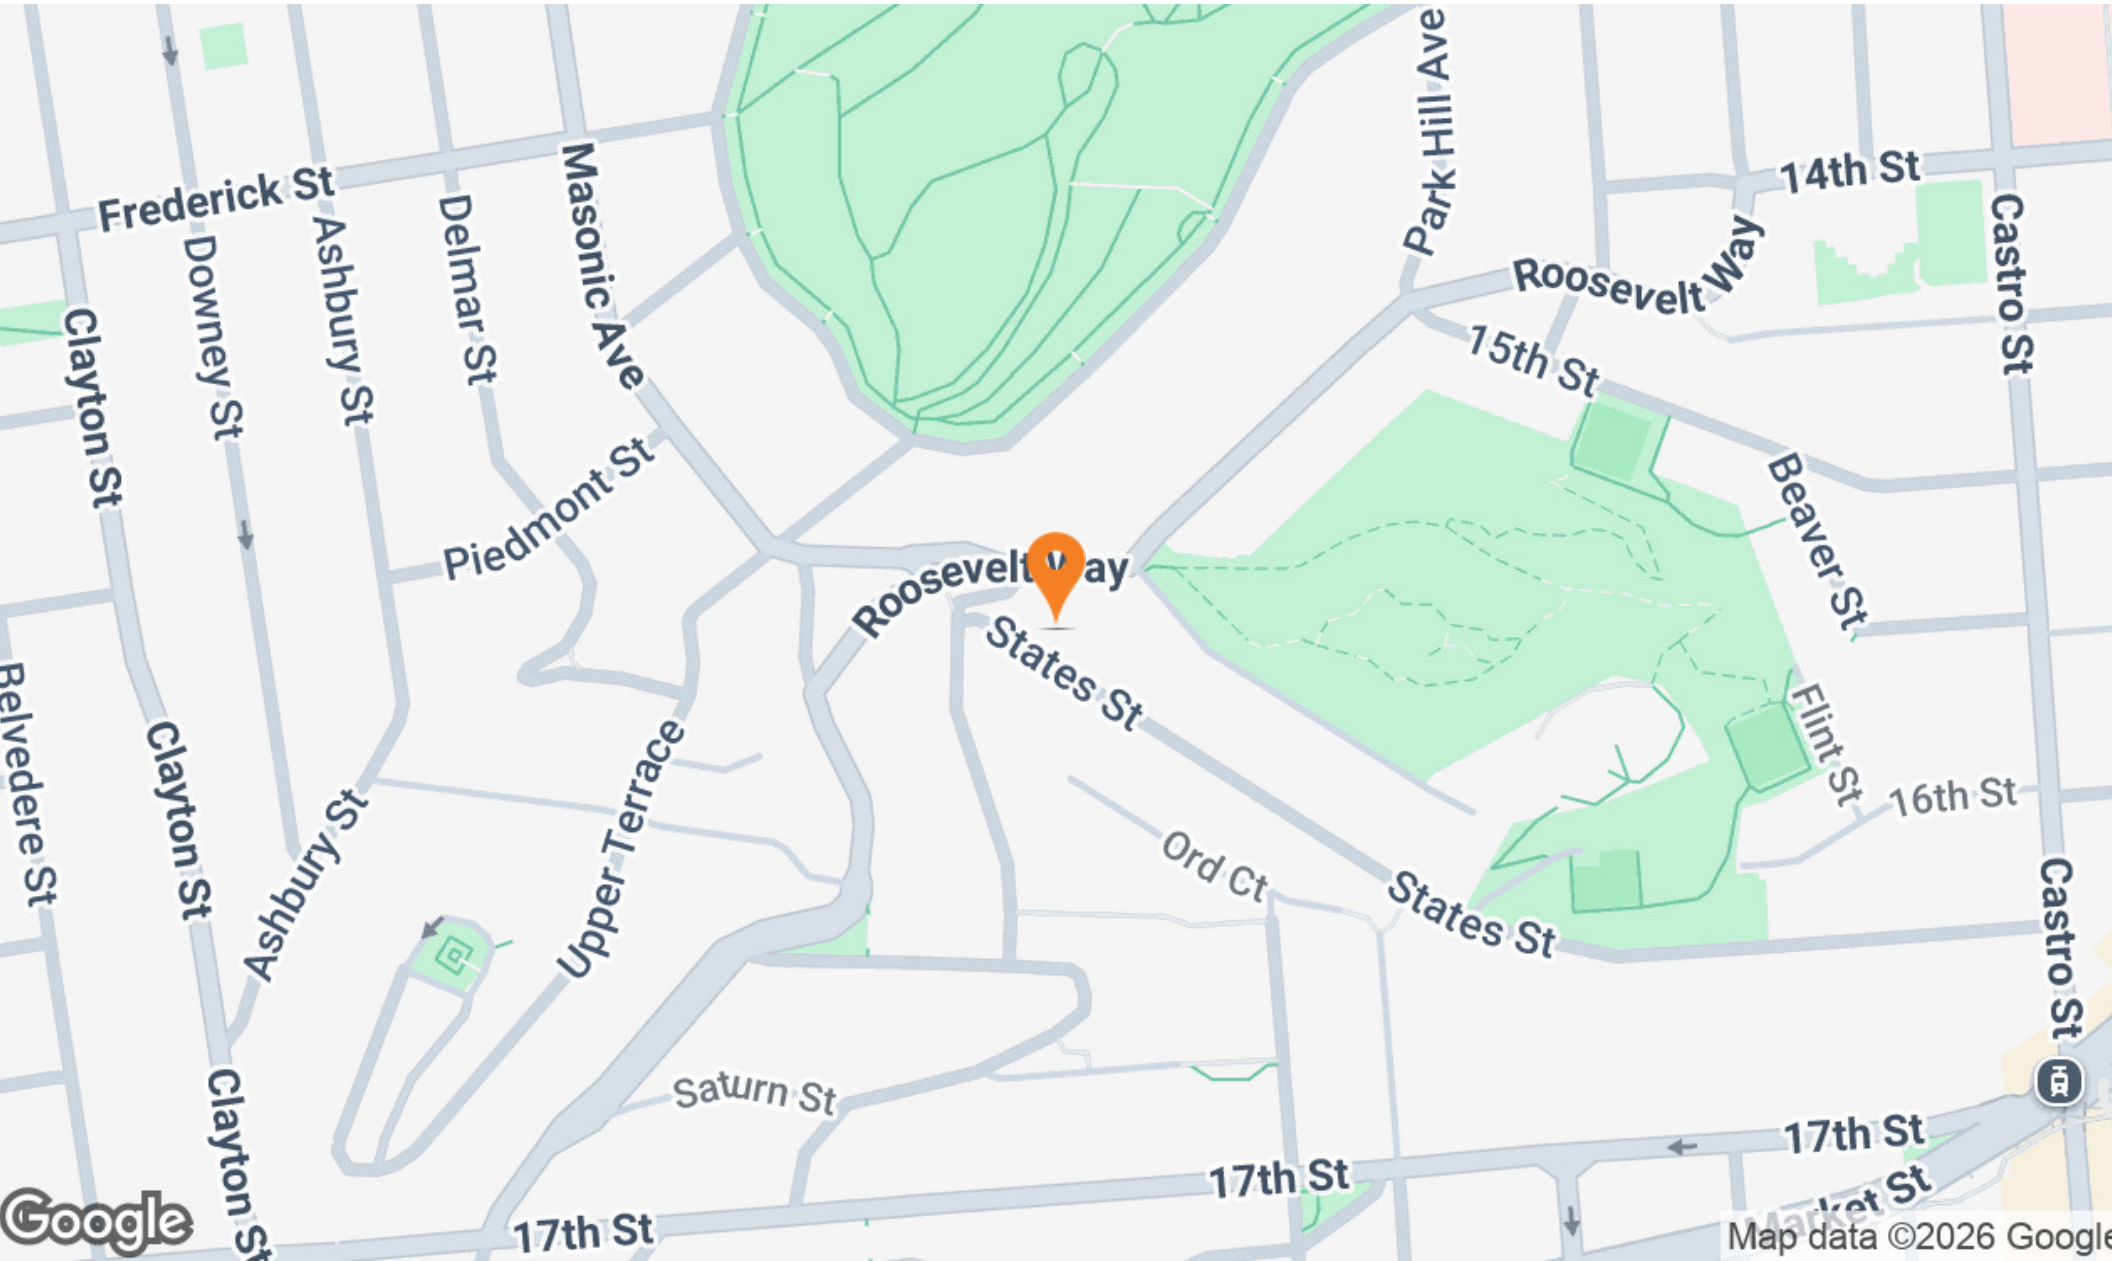 Park Hill Ave
14th St
Frederick St
Masonic Ave
Delmar St
Ashbury St
Downey St
Castro St
Roosevelt Way
Clayton St
15th St
Piedmont St
Beaver St
Roosevelt Way
States St
Belvedere St
Flint St
Clayton St
Upper Terrace
16th St
Ashbury St
Ord Ct
States St
Castro St
Saturn St
Clayton St
17th St
17th St
17th St
Market St
Google
Map data ©2026 Google